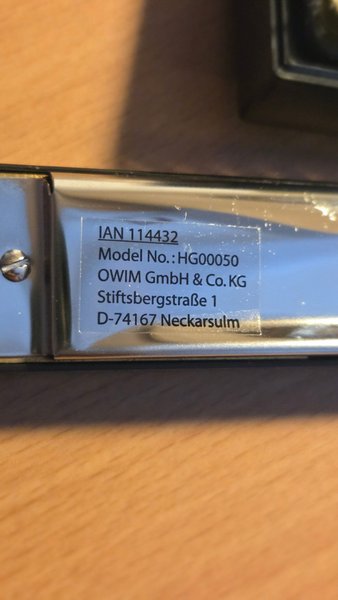 IAN 114432
Model No.: HG00050
OWIM GmbH & Co. KG
Stiftsbergstraße 1
D-74167 Neckarsulm